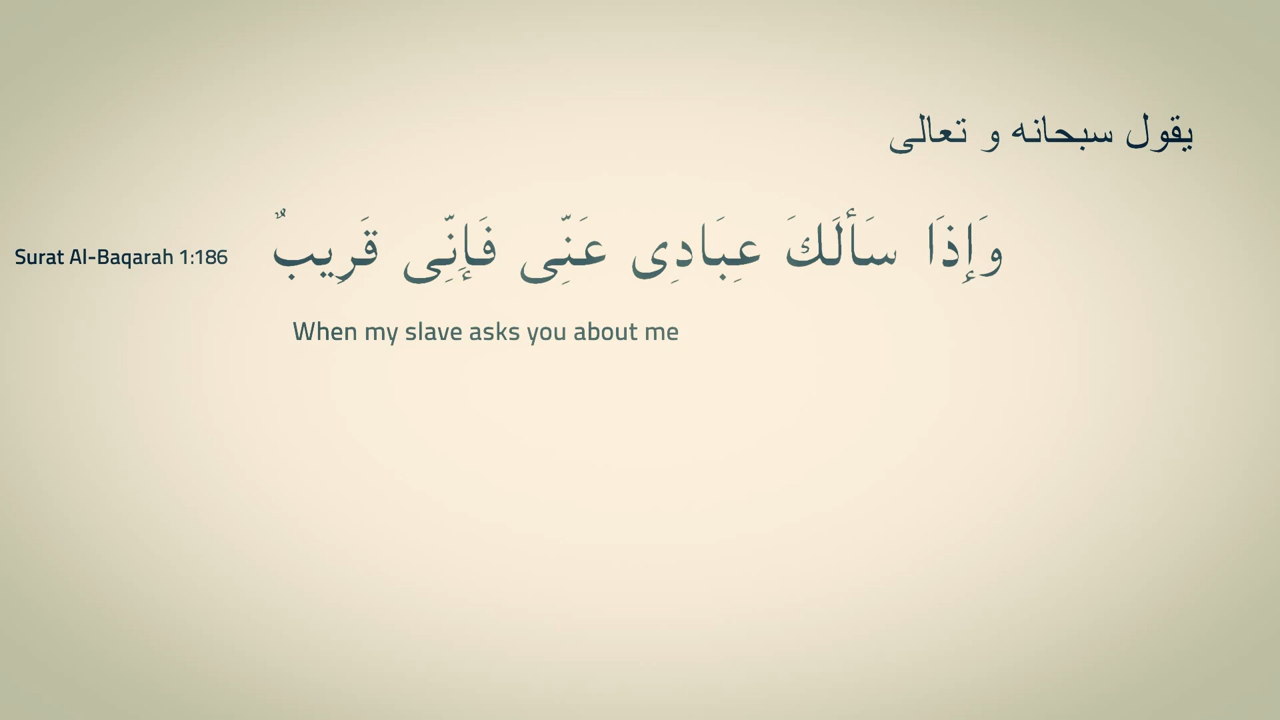 يقول سبحانه و تعالى
وَإِذَا سَأَلَكَ عِبَادِى عَنِّى فَإِنِّى قَرِيبٌ
Surat Al-Baqarah 1:186
When my slave asks you about me